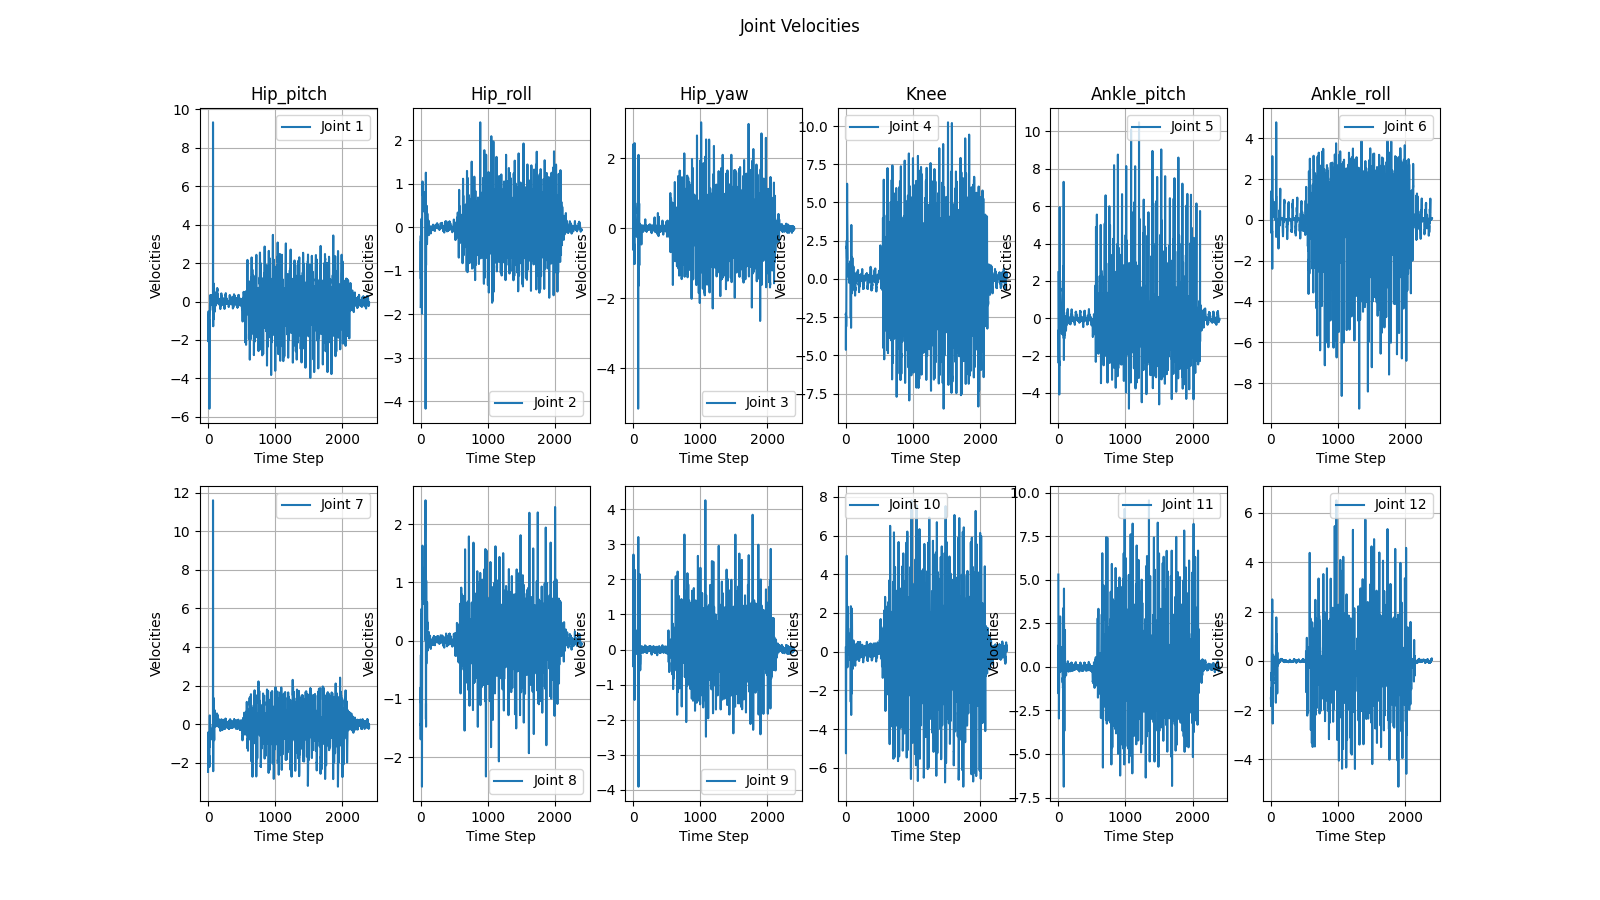 Joint Velocities
Hip_pitch Hip_roll Hip_yaw Knee Ankle_pitch Ankle_roll
Joint 1
10
8
6
4
2
0
−2
−4
−6
Velocities
0 1000 2000
Time Step
Joint 2
2
1
0
−1
−2
−3
−4
Velocities
0 1000 2000
Time Step
Joint 3
2
0
−2
−4
Velocities
0 1000 2000
Time Step
Joint 4
10.0
7.5
5.0
2.5
0.0
−2.5
−5.0
−7.5
Velocities
0 1000 2000
Time Step
Joint 5
10
8
6
4
2
0
−2
−4
Velocities
0 1000 2000
Time Step
Joint 6
4
2
0
−2
−4
−6
−8
Velocities
0 1000 2000
Time Step
Joint 7
12
10
8
6
4
2
0
−2
Velocities
0 1000 2000
Time Step
Joint 8
2
1
0
−1
−2
Velocities
0 1000 2000
Time Step
Joint 9
4
3
2
1
0
−1
−2
−3
−4
Velocities
0 1000 2000
Time Step
Joint 10
8
6
4
2
0
−2
−4
−6
Velocities
0 1000 2000
Time Step
Joint 11
10.0
7.5
5.0
2.5
0.0
−2.5
−5.0
−7.5
Velocities
0 1000 2000
Time Step
Joint 12
6
4
2
0
−2
−4
Velocities
0 1000 2000
Time Step